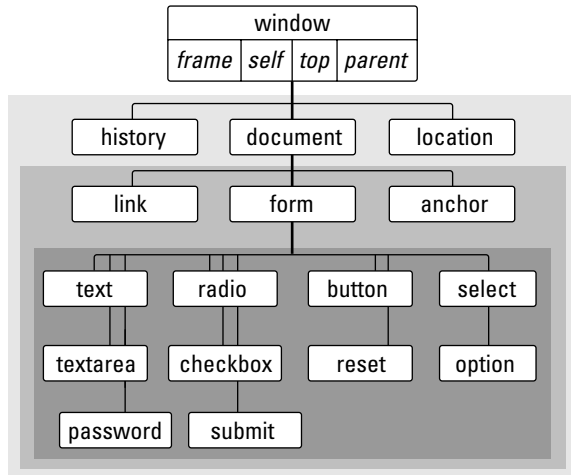 window
frame self top parent
history document location
link form anchor
text radio button select
textarea checkbox reset option
password submit